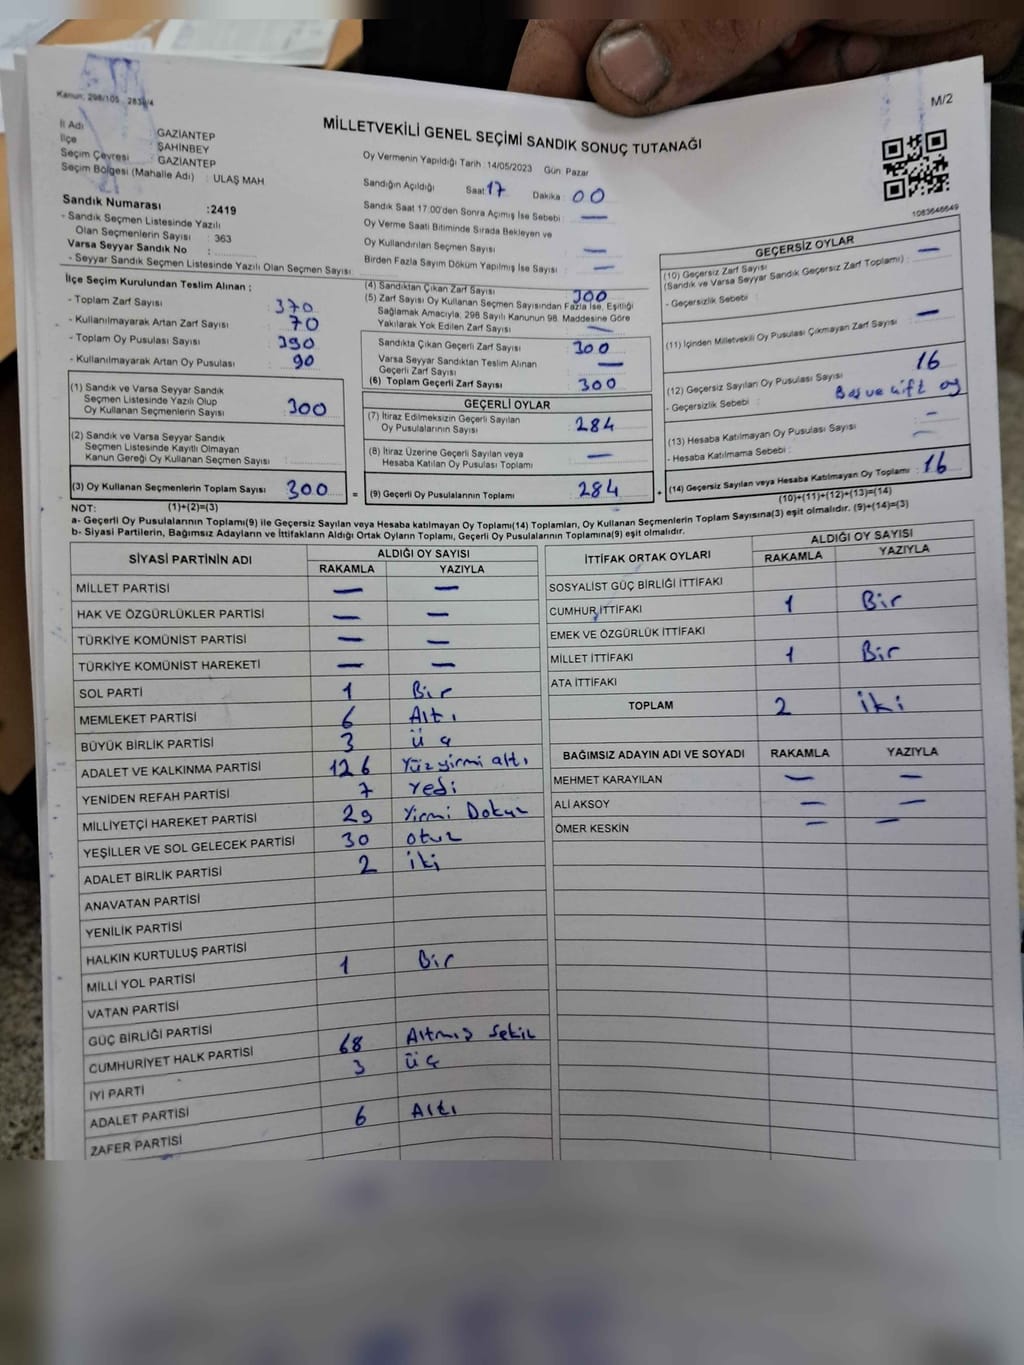 Kanun: 298/105 283/4
M/2
MİLLETVEKİLİ GENEL SEÇİMİ SANDIK SONUÇ TUTANAĞI
İl Adı : GAZİANTEP
İlçe : ŞAHİNBEY
Seçim Çevresi : GAZİANTEP
Seçim Bölgesi (Mahalle Adı) : ULAŞ MAH
Sandık Numarası :2419
- Sandık Seçmen Listesinde Yazılı
Olan Seçmenlerin Sayısı : 363
Varsa Seyyar Sandık No :
- Seyyar Sandık Seçmen Listesinde Yazılı Olan Seçmen Sayısı:
Oy Vermenin Yapıldığı Tarih :14/05/2023 Gün Pazar
Sandığın Açıldığı Saat 17 Dakika : 00
Sandık Saat 17:00'den Sonra Açımış İse Sebebi : —
Oy Verme Saati Bitiminde Sırada Bekleyen ve
Oy Kullandırılan Seçmen Sayısı : —
Birden Fazla Sayım Döküm Yapılmış İse Sayısı : —
1083646649
İlçe Seçim Kurulundan Teslim Alınan :
- Toplam Zarf Sayısı : 370
- Kullanılmayarak Artan Zarf Sayısı : 70
- Toplam Oy Pusulası Sayısı : 390
- Kullanılmayarak Artan Oy Pusulası : 90
(1) Sandık ve Varsa Seyyar Sandık
Seçmen Listesinde Yazılı Olup
Oy Kullanan Seçmenlerin Sayısı : 300
(2) Sandık ve Varsa Seyyar Sandık
Seçmen Listesinde Kayıtlı Olmayan
Kanun Gereği Oy Kullanan Seçmen Sayısı :
(3) Oy Kullanan Seçmenlerin Toplam Sayısı : 300 =
(4) Sandıktan Çıkan Zarf Sayısı : 300
(5) Zarf Sayısı Oy Kullanan Seçmen Sayısından Fazla İse, Eşitliği
Sağlamak Amacıyla, 298 Sayılı Kanunun 98. Maddesine Göre
Yakılarak Yok Edilen Zarf Sayısı : —
Sandıkta Çıkan Geçerli Zarf Sayısı : 300
Varsa Seyyar Sandıktan Teslim Alınan
Geçerli Zarf Sayısı : —
(6) Toplam Geçerli Zarf Sayısı : 300
GEÇERLİ OYLAR
(7) İtiraz Edilmeksizin Geçerli Sayılan
Oy Pusulalarının Sayısı : 284
(8) İtiraz Üzerine Geçerli Sayılan veya
Hesaba Katılan Oy Pusulası Toplamı : —
(9) Geçerli Oy Pusulalarının Toplamı : 284 +
GEÇERSİZ OYLAR
(10) Geçersiz Zarf Sayısı
(Sandık ve Varsa Seyyar Sandık Geçersiz Zarf Toplamı) : —
- Geçersizlik Sebebi :
(11) İçinden Milletvekili Oy Pusulası Çıkmayan Zarf Sayısı : —
(12) Geçersiz Sayılan Oy Pusulası Sayısı : 16
- Geçersizlik Sebebi : Boş ve çift oy
(13) Hesaba Katılmayan Oy Pusulası Sayısı : —
- Hesaba Katılmama Sebebi : —
(14) Geçersiz Sayılan veya Hesaba Katılmayan Oy Toplamı : 16
NOT: (1)+(2)=(3)
(10)+(11)+(12)+(13)=(14)
a- Geçerli Oy Pusulalarının Toplamı(9) ile Geçersiz Sayılan veya Hesaba katılmayan Oy Toplamı(14) Toplamları, Oy Kullanan Seçmenlerin Toplam Sayısına(3) eşit olmalıdır. (9)+(14)=(3)
b- Siyasi Partilerin, Bağımsız Adayların ve İttifakların Aldığı Ortak Oyların Toplamı, Geçerli Oy Pusulalarının Toplamına(9) eşit olmalıdır.
SİYASİ PARTİNİN ADI ALDIĞI OY SAYISI
RAKAMLA YAZIYLA
MİLLET PARTİSİ — —
HAK VE ÖZGÜRLÜKLER PARTİSİ — —
TÜRKİYE KOMÜNİST PARTİSİ — —
TÜRKİYE KOMÜNİST HAREKETİ — —
SOL PARTİ 1 Bir
MEMLEKET PARTİSİ 6 Altı
BÜYÜK BİRLİK PARTİSİ 3 üç
ADALET VE KALKINMA PARTİSİ 126 Yüzyirmi altı
YENİDEN REFAH PARTİSİ 7 Yedi
MİLLİYETÇİ HAREKET PARTİSİ 29 Yirmi Dokuz
YEŞİLLER VE SOL GELECEK PARTİSİ 30 otuz
ADALET BİRLİK PARTİSİ 2 iki
ANAVATAN PARTİSİ
YENİLİK PARTİSİ
HALKIN KURTULUŞ PARTİSİ
MİLLİ YOL PARTİSİ 1 Bir
VATAN PARTİSİ
GÜÇ BİRLİĞİ PARTİSİ
CUMHURİYET HALK PARTİSİ 68 Altmış Sekiz
İYİ PARTİ 3 üç
ADALET PARTİSİ
ZAFER PARTİSİ 6 Altı
İTTİFAK ORTAK OYLARI ALDIĞI OY SAYISI
RAKAMLA YAZIYLA
SOSYALİST GÜÇ BİRLİĞİ İTTİFAKI
CUMHUR İTTİFAKI 1 Bir
EMEK VE ÖZGÜRLÜK İTTİFAKI
MİLLET İTTİFAKI 1 Bir
ATA İTTİFAKI
TOPLAM 2 iki
BAĞIMSIZ ADAYIN ADI VE SOYADI RAKAMLA YAZIYLA
MEHMET KARAYILAN — —
ALİ AKSOY — —
ÖMER KESKİN — —